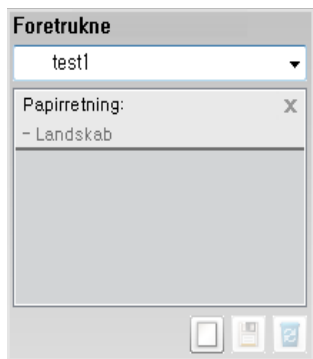 Foretrukne
test1
Papirretning:
x
- Landskab